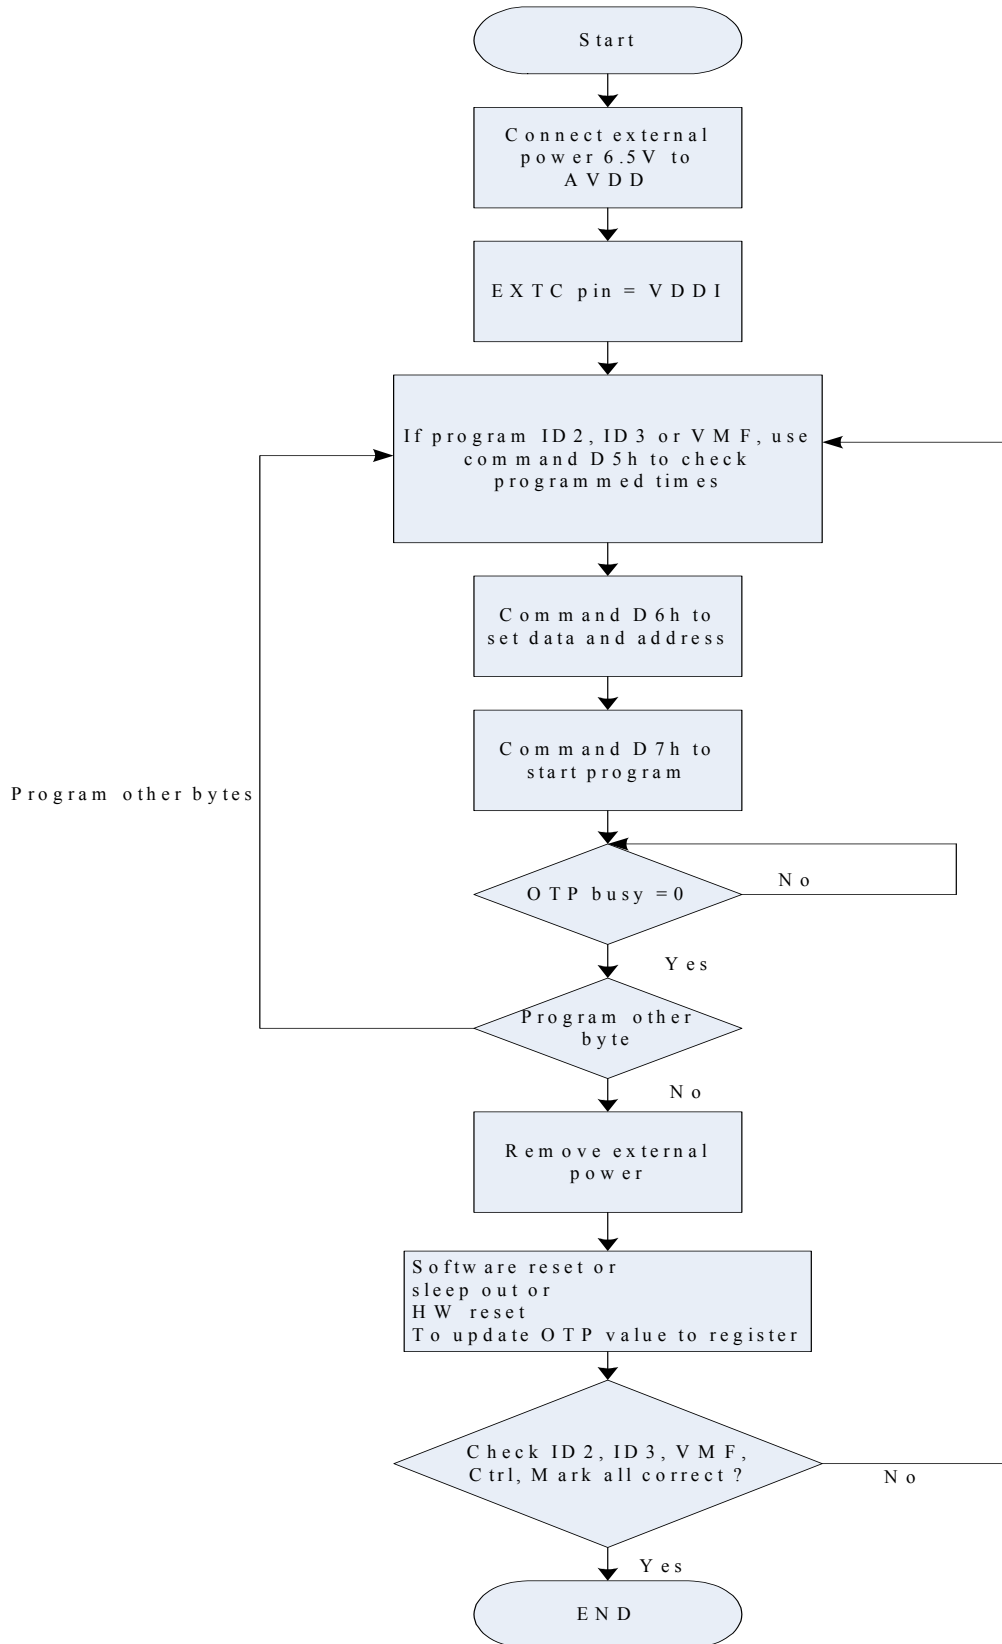 Start
Connect external
power 6.5V to
AVDD
EXTC pin = VDDI
If program ID2, ID3 or VMF, use
command D5h to check
programmed times
Command D6h to
set data and address
Command D7h to
start program
Program other bytes
OTP busy =0
No
Yes
Program other
byte
No
Remove external
power
Software reset or
sleep out or
HW reset
To update OTP value to register
Check ID2, ID3, VMF,
Ctrl, Mark all correct ?
No
Yes
END